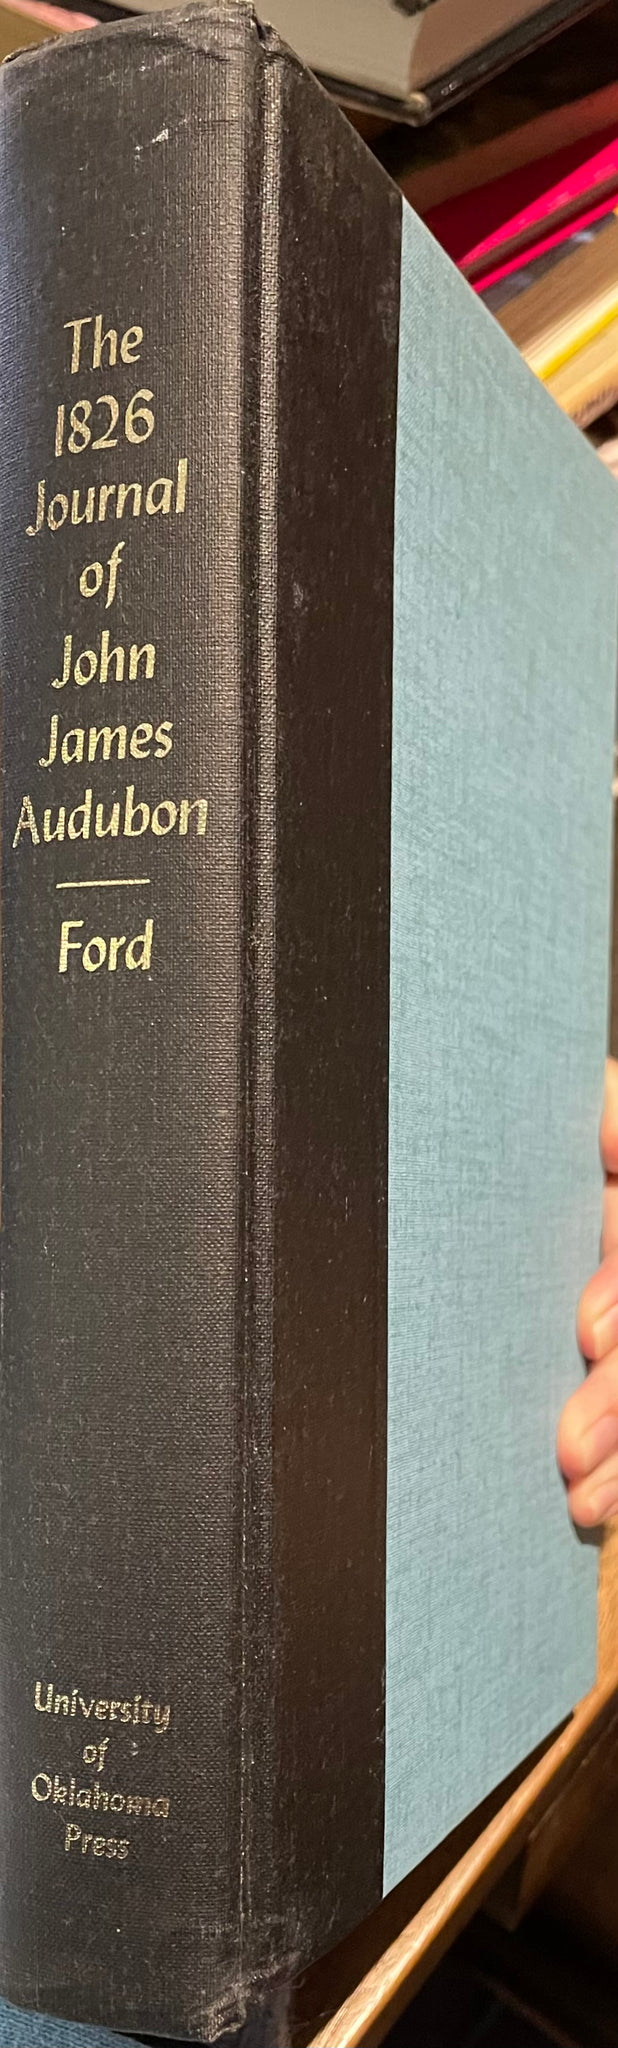 The
1826
Journal
of
John
James
Audubon
Ford
University
of
Oklahoma
Press